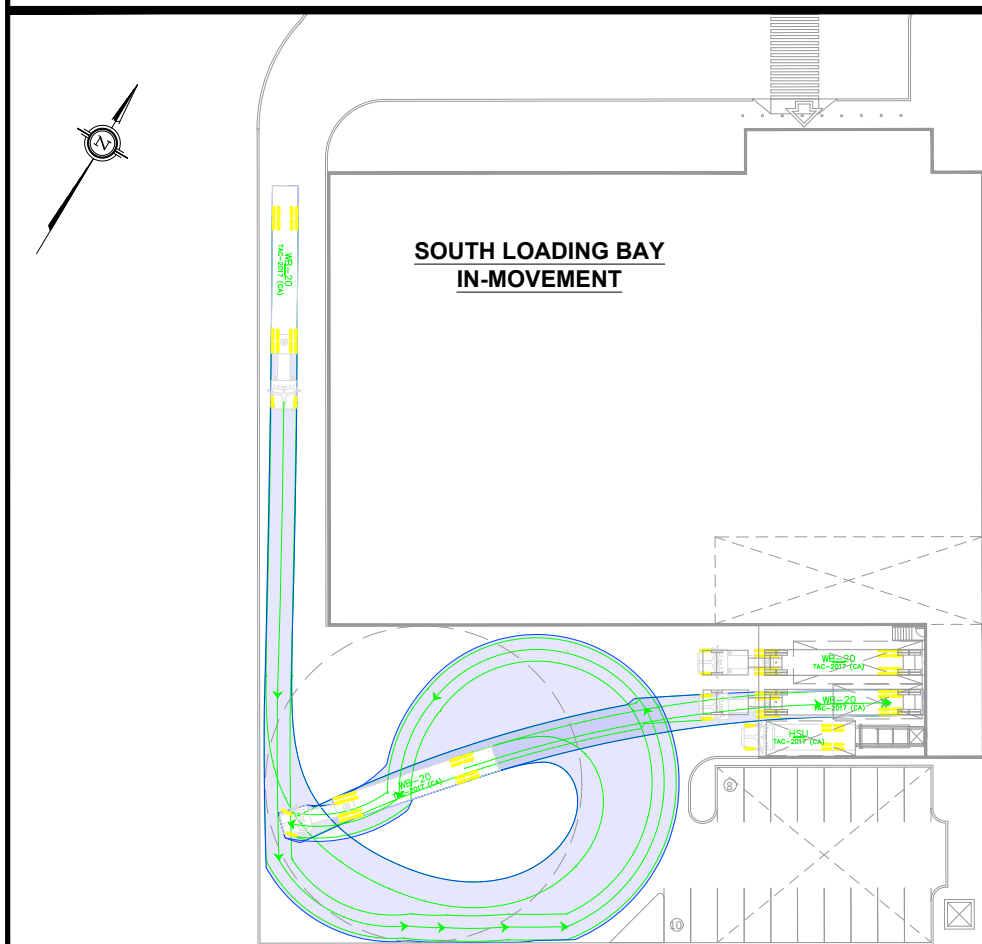 N
SOUTH LOADING BAY
IN-MOVEMENT
WB-20
TAC-2017 (CA)
WB-20
TAC-2017 (CA)
WB-20
TAC-2017 (CA)
WB-20
TAC-2017 (CA)
HSU
TAC-2017 (CA)
8
10